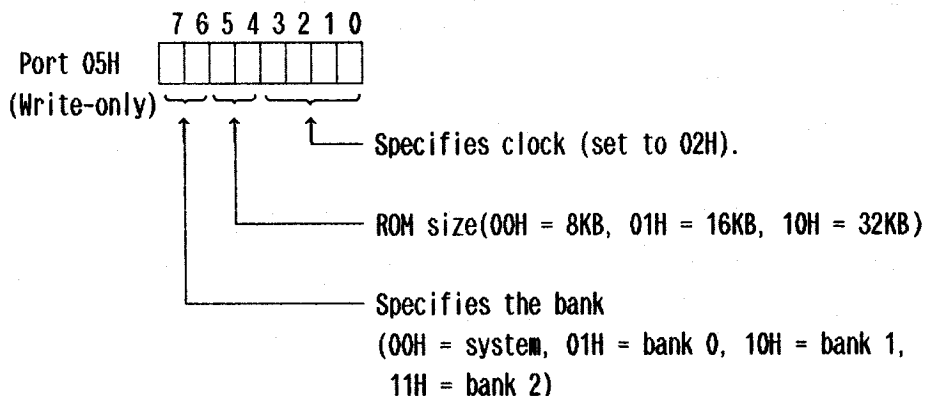 7 6 5 4 3 2 1 0
Port 05H
(Write-only)
Specifies clock (set to 02H).
ROM size(00H = 8KB, 01H = 16KB, 10H = 32KB)
Specifies the bank
(00H = system, 01H = bank 0, 10H = bank 1,
11H = bank 2)